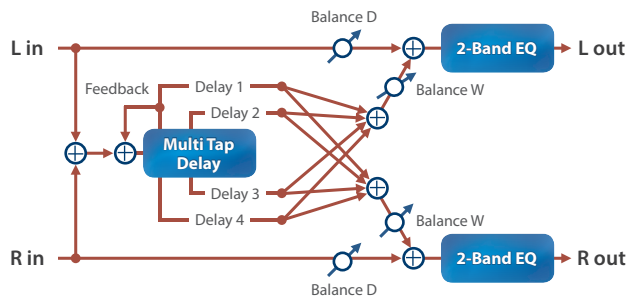 Balance D
L in
2-Band EQ
L out
Feedback
Delay 1
Balance W
Delay 2
Multi Tap
Delay
Delay 3
Delay 4
Balance W
R in
2-Band EQ
R out
Balance D